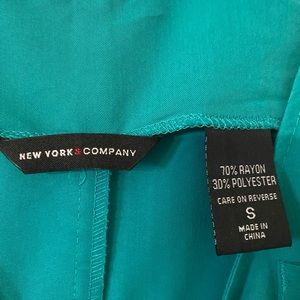 NEW YORK & COMPANY
70% RAYON
30% POLYESTER
CARE ON REVERSE
S
MADE IN
CHINA